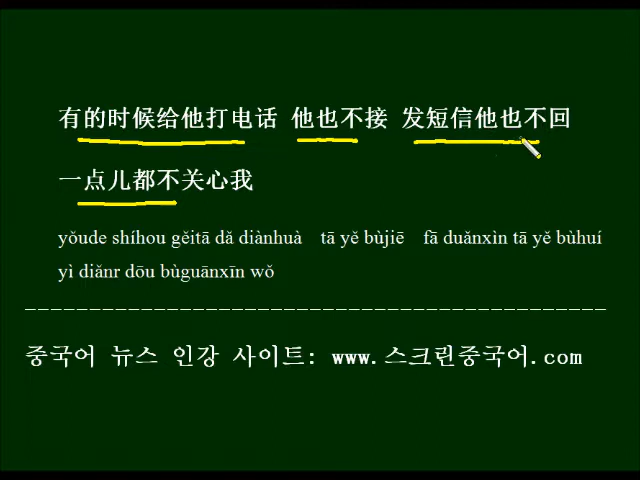 有的时候给他打电话 他也不接 发短信他也不回
一点儿都不关心我
yǒude shíhou gěitā dǎ diànhuà tā yě bùjiē fā duǎnxìn tā yě bùhuí
yì diǎnr dōu bùguānxīn wǒ
중국어 뉴스 인강 사이트: www.스크린중국어.com